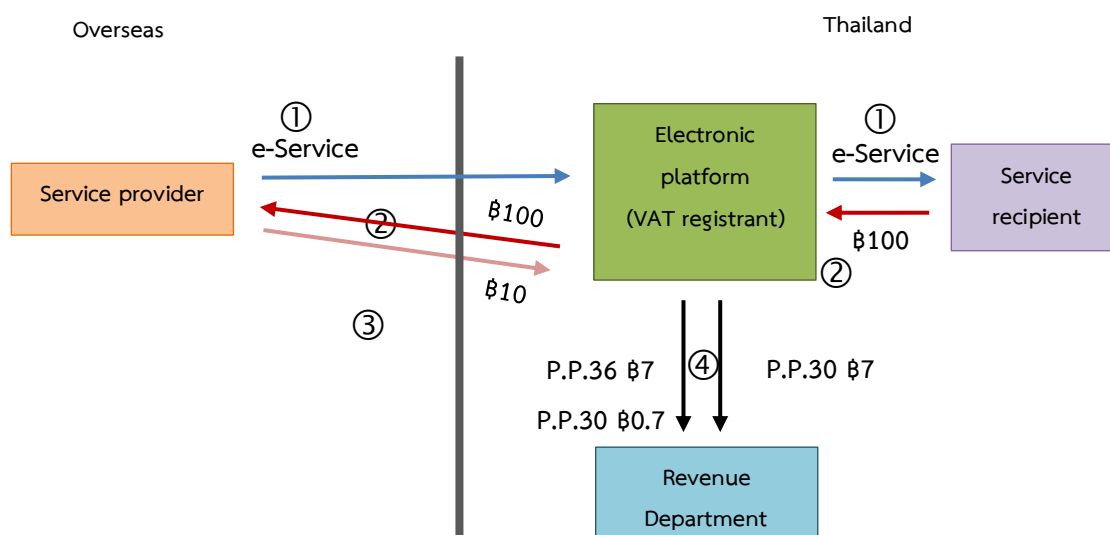 Overseas
Thailand
①
e-Service
Service provider
②
฿100
฿10
③
Electronic
platform
(VAT registrant)
①
e-Service
Service
recipient
฿100
②
P.P.36 ฿7
④
P.P.30 ฿7
P.P.30 ฿0.7
Revenue
Department